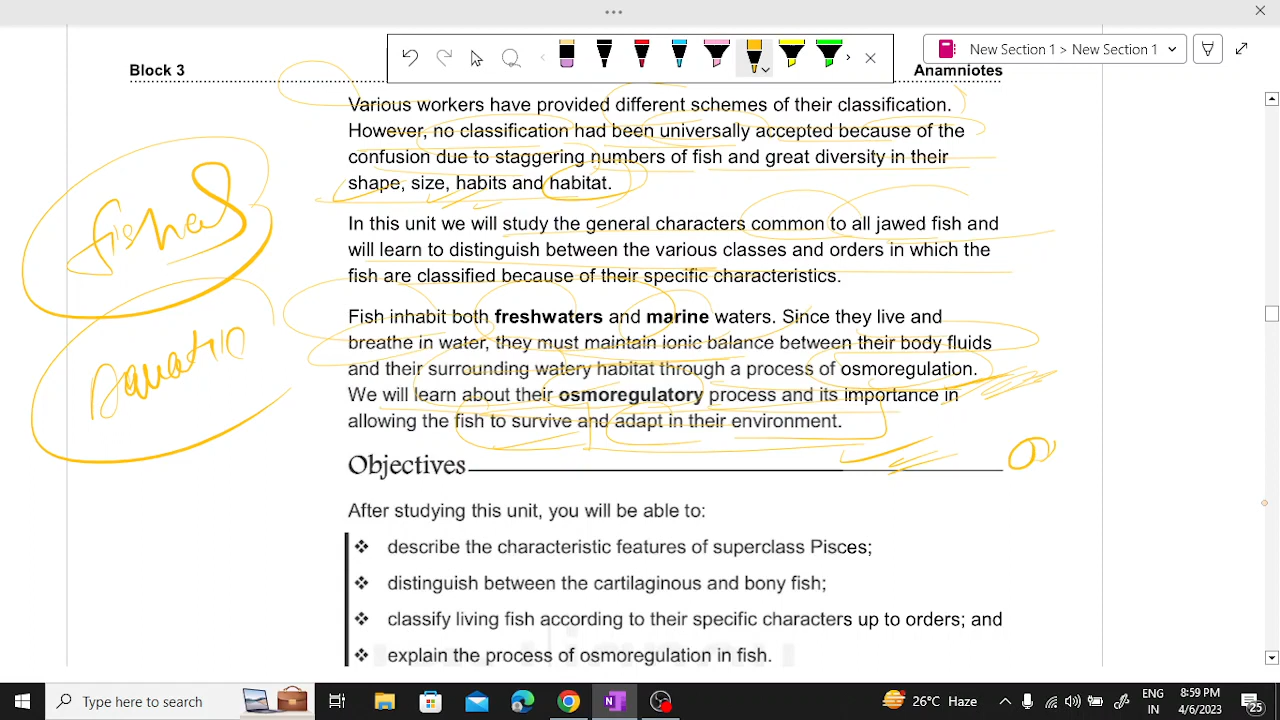 New Section 1 > New Section 1
Block 3
Anamniotes
Various workers have provided different schemes of their classification.
However, no classification had been universally accepted because of the
confusion due to staggering numbers of fish and great diversity in their
shape, size, habits and habitat.
fishes
In this unit we will study the general characters common to all jawed fish and
will learn to distinguish between the various classes and orders in which the
fish are classified because of their specific characteristics.
Fish inhabit both freshwaters and marine waters. Since they live and
breathe in water, they must maintain ionic balance between their body fluids
and their surrounding watery habitat through a process of osmoregulation.
We will learn about their osmoregulatory process and its importance in
allowing the fish to survive and adapt in their environment.
Objectives
After studying this unit, you will be able to:
❖ describe the characteristic features of superclass Pisces;
❖ distinguish between the cartilaginous and bony fish;
❖ classify living fish according to their specific characters up to orders; and
❖ explain the process of osmoregulation in fish.
Type here to search
26°C Haze
ENG
IN
8:59 PM
4/6/2023
25